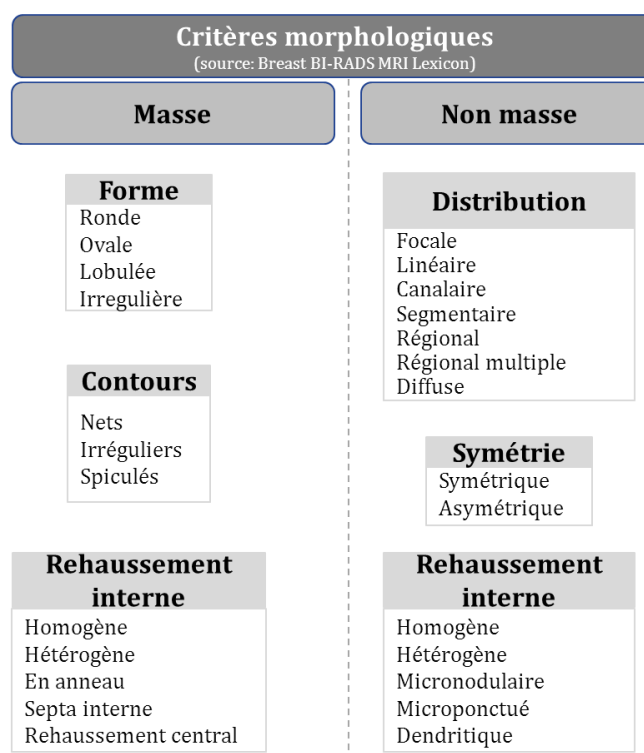 Critères morphologiques
(source: Breast BI-RADS MRI Lexicon)
Masse
Forme
Ronde
Ovale
Lobulée
Irregulière
Contours
Nets
Irréguliers
Spiculés
Rehaussement
interne
Homogène
Hétérogène
En anneau
Septa interne
Rehaussement central
Non masse
Distribution
Focale
Linéaire
Canalaire
Segmentaire
Régional
Régional multiple
Diffuse
Symétrie
Symétrique
Asymétrique
Rehaussement
interne
Homogène
Hétérogène
Micronodulaire
Microponctué
Dendritique